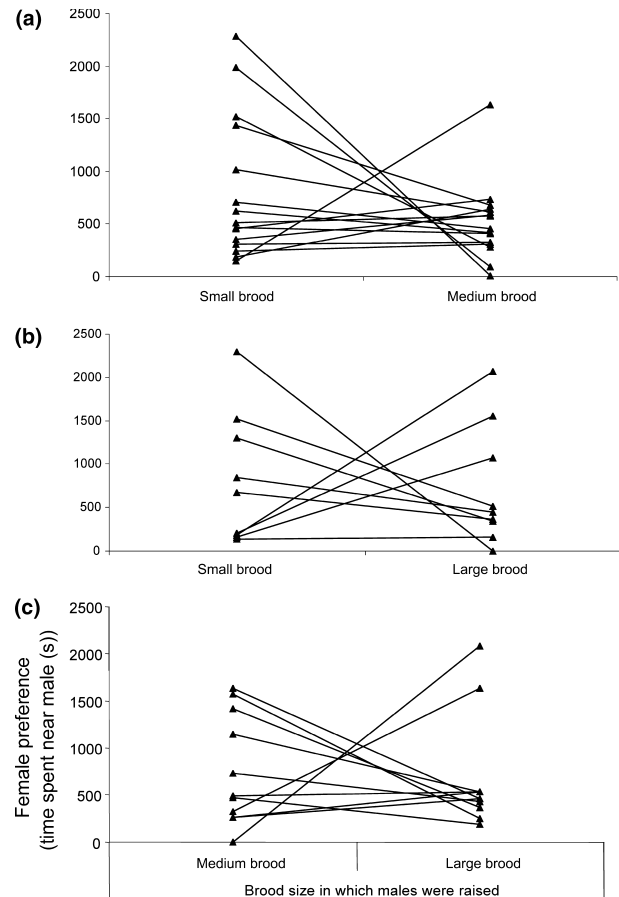 (a)
2500
2000
1500
1000
500
0
Small brood
Medium brood
(b)
2500
2000
1500
1000
500
0
Small brood
Large brood
(c)
Female preference
(time spent near male (s))
2500
2000
1500
1000
500
0
Medium brood
Large brood
Brood size in which males were raised